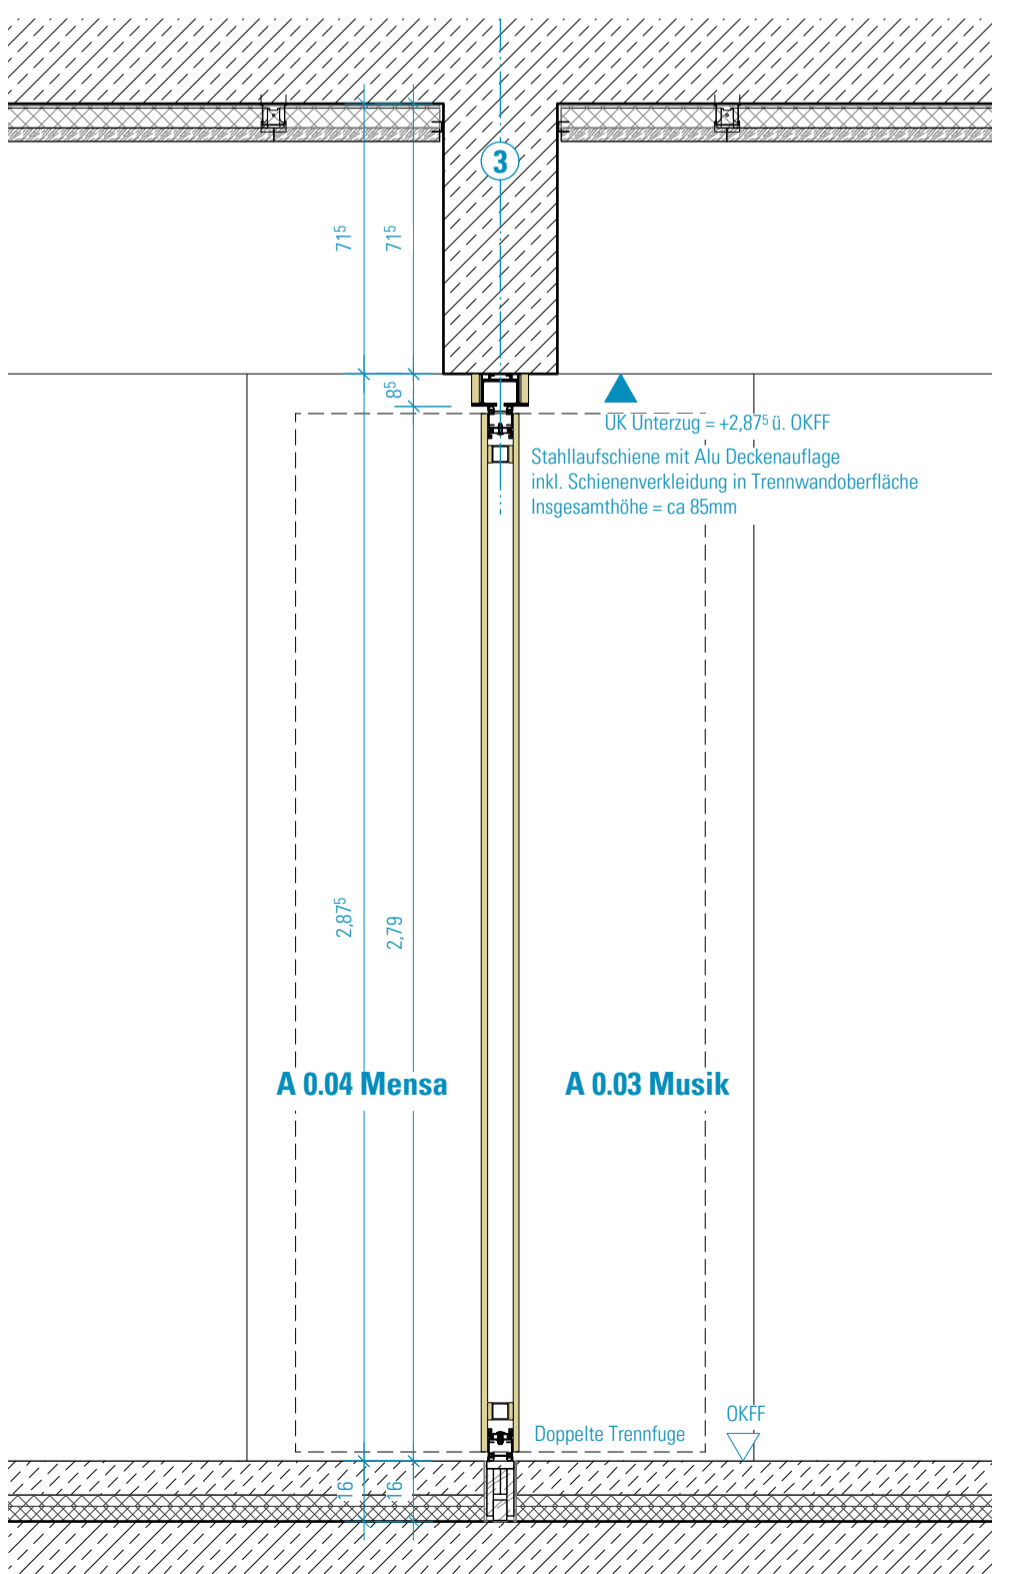 3
71⁵
71⁵
8⁵
UK Unterzug = +2,87⁵ ü. OKFF
Stahllaufschiene mit Alu Deckenauflage
inkl. Schienenverkleidung in Trennwandoberfläche
Insgesamthöhe = ca 85mm
2,87⁵
2,79
A 0.04 Mensa
A 0.03 Musik
OKFF
Doppelte Trennfuge
16
16